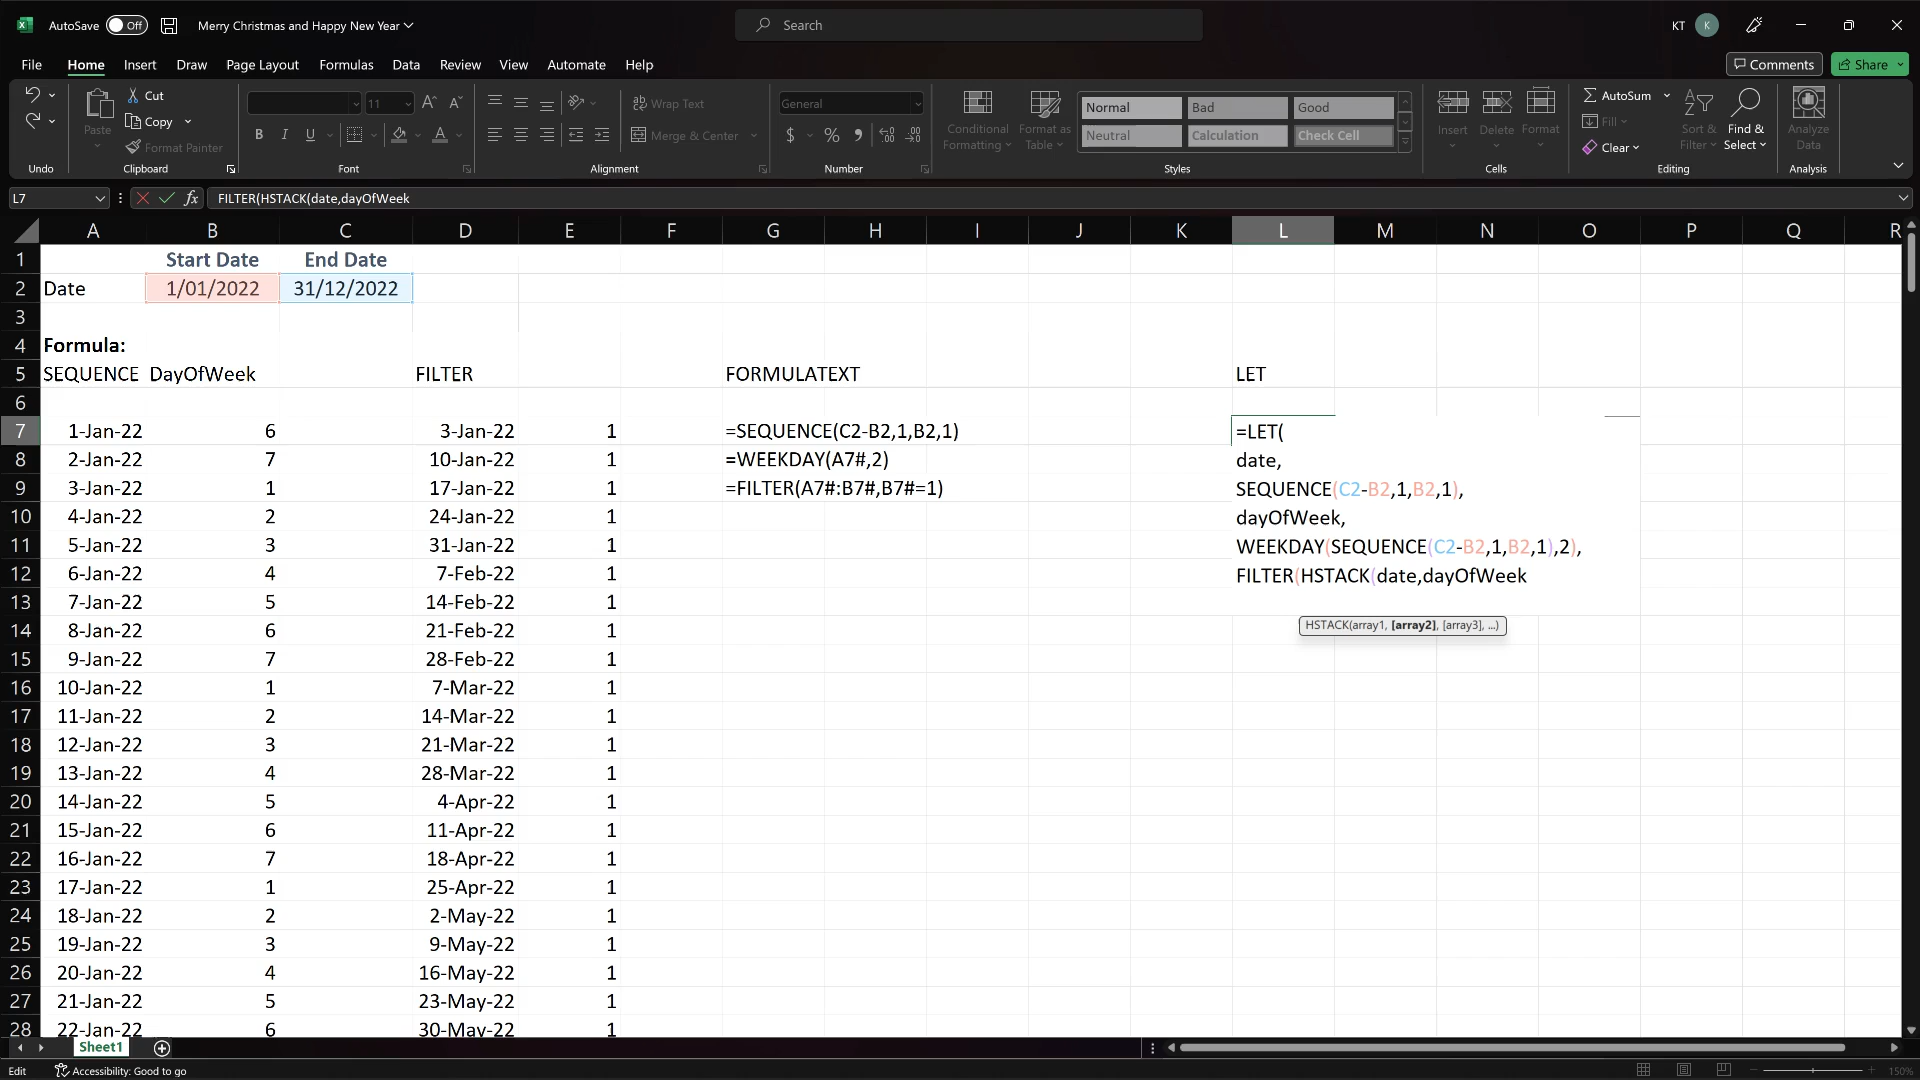 AutoSave Off Merry Christmas and Happy New Year Search KT K
File Home Insert Draw Page Layout Formulas Data Review View Automate Help Comments Share
Paste Cut Copy Format Painter
11 B I U
Wrap Text Merge & Center
General $ % 9
Conditional Formatting Format as Table
Normal Bad Good
Neutral Calculation Check Cell
Insert Delete Format
AutoSum Fill Clear Sort & Filter Find & Select
Analyze Data
Undo Clipboard Font Alignment Number Styles Cells Editing Analysis
L7 fx FILTER(HSTACK(date,dayOfWeek
A B C D E F G H I J K L M N O P Q R
1 Start Date End Date
2 Date 1/01/2022 31/12/2022
3
4 Formula:
5 SEQUENCE DayOfWeek FILTER FORMULATEXT LET
6
7 1-Jan-22 6 3-Jan-22 1 =SEQUENCE(C2-B2,1,B2,1) =LET(
8 2-Jan-22 7 10-Jan-22 1 =WEEKDAY(A7#,2) date,
9 3-Jan-22 1 17-Jan-22 1 =FILTER(A7#:B7#,B7#=1) SEQUENCE(C2-B2,1,B2,1),
10 4-Jan-22 2 24-Jan-22 1 dayOfWeek,
11 5-Jan-22 3 31-Jan-22 1 WEEKDAY(SEQUENCE(C2-B2,1,B2,1),2),
12 6-Jan-22 4 7-Feb-22 1 FILTER(HSTACK(date,dayOfWeek
13 7-Jan-22 5 14-Feb-22 1
14 8-Jan-22 6 21-Feb-22 1 HSTACK(array1, [array2], [array3], ...)
15 9-Jan-22 7 28-Feb-22 1
16 10-Jan-22 1 7-Mar-22 1
17 11-Jan-22 2 14-Mar-22 1
18 12-Jan-22 3 21-Mar-22 1
19 13-Jan-22 4 28-Mar-22 1
20 14-Jan-22 5 4-Apr-22 1
21 15-Jan-22 6 11-Apr-22 1
22 16-Jan-22 7 18-Apr-22 1
23 17-Jan-22 1 25-Apr-22 1
24 18-Jan-22 2 2-May-22 1
25 19-Jan-22 3 9-May-22 1
26 20-Jan-22 4 16-May-22 1
27 21-Jan-22 5 23-May-22 1
28 22-Jan-22 6 30-May-22 1
Sheet1
Edit Accessibility: Good to go 150%